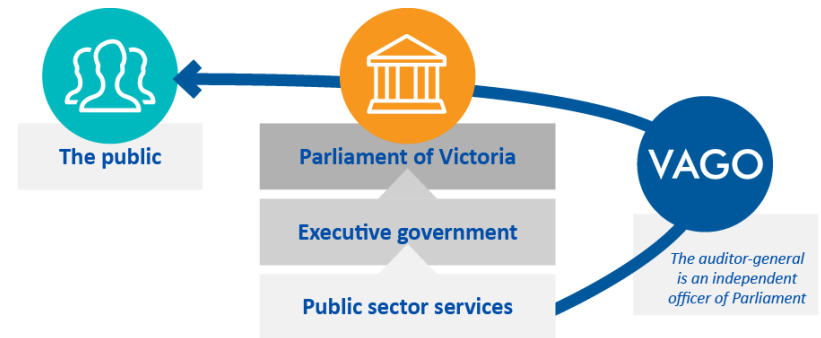 The public
Parliament of Victoria
VAGO
Executive government
The auditor-general
is an independent
officer of Parliament
Public sector services